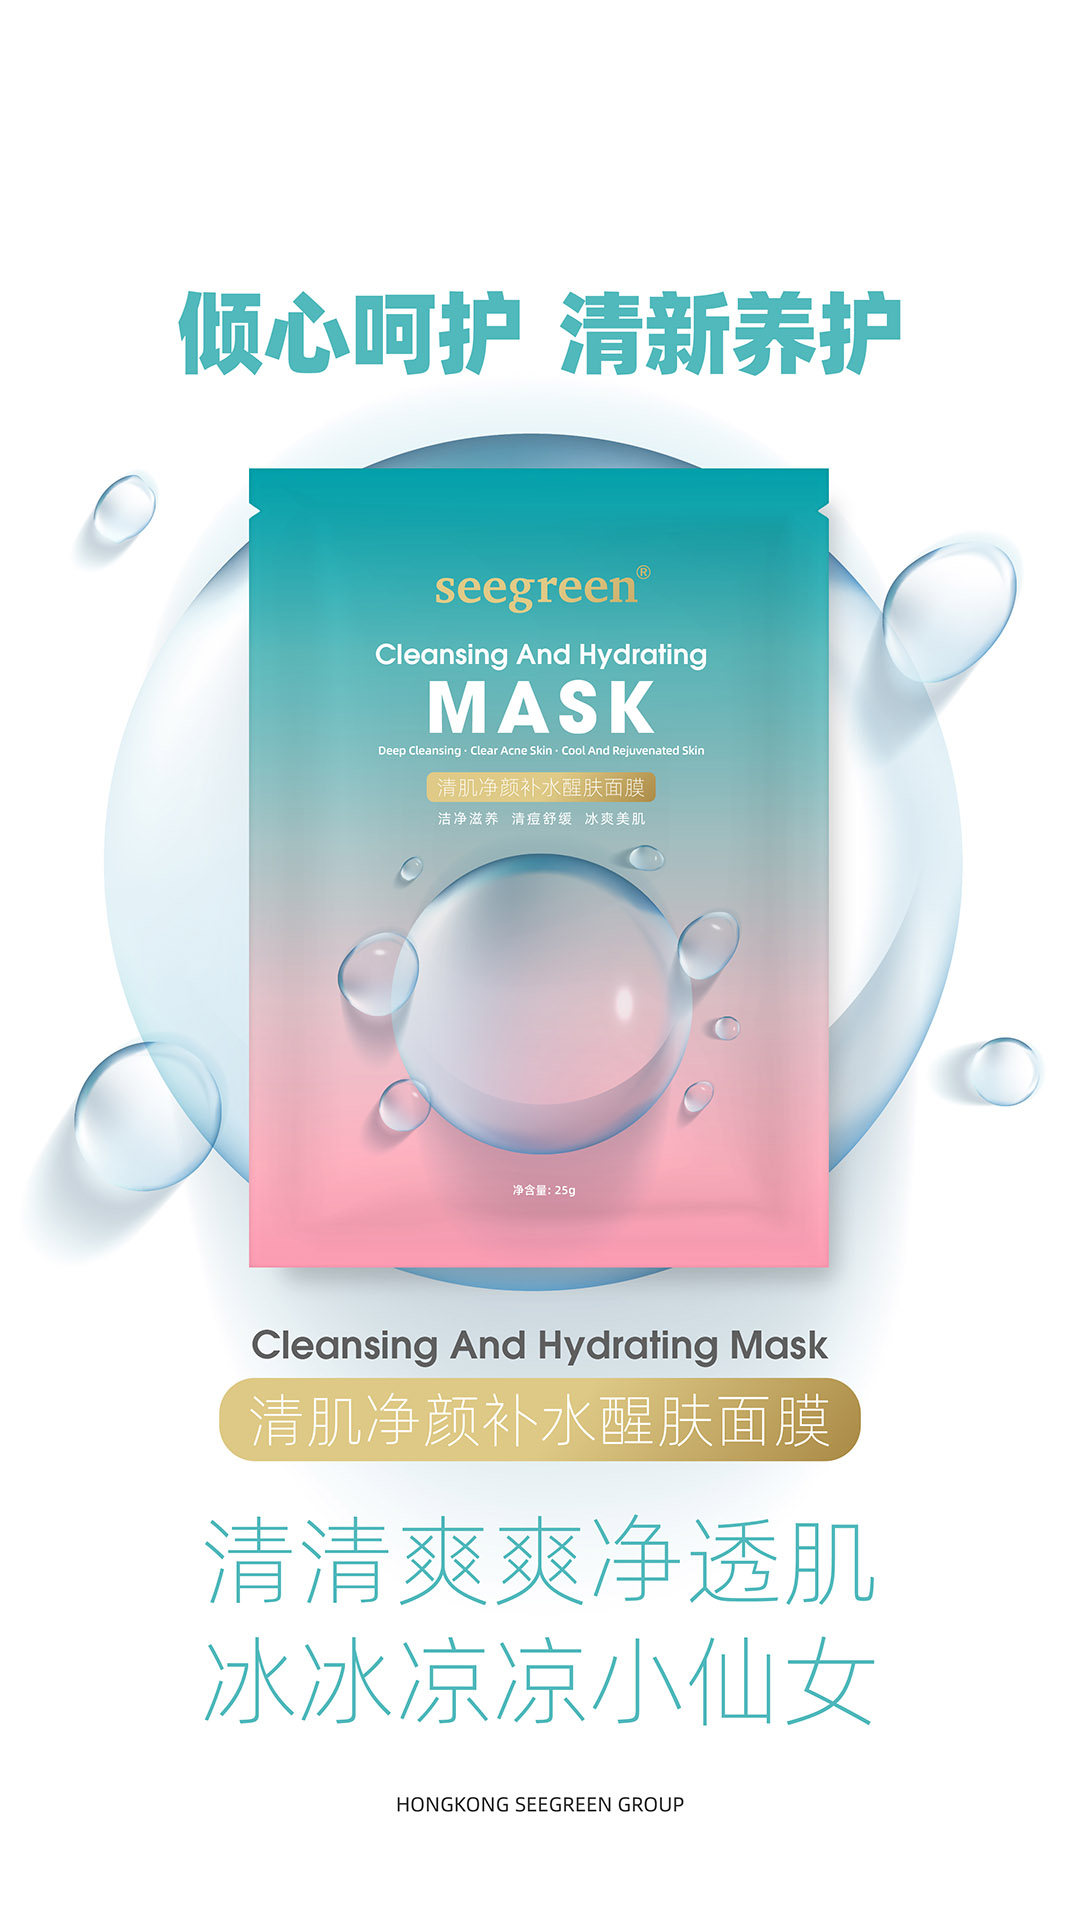 倾心呵护 清新养护
seegreen®
Cleansing And Hydrating
MASK
Deep Cleansing · Clear Acne Skin · Cool And Rejuvenated Skin
清肌净颜补水醒肤面膜
洁净滋养 清痘舒缓 冰爽美肌
净含量: 25g
Cleansing And Hydrating Mask
清肌净颜补水醒肤面膜
清清爽爽净透肌
冰冰凉凉小仙女
HONGKONG SEEGREEN GROUP